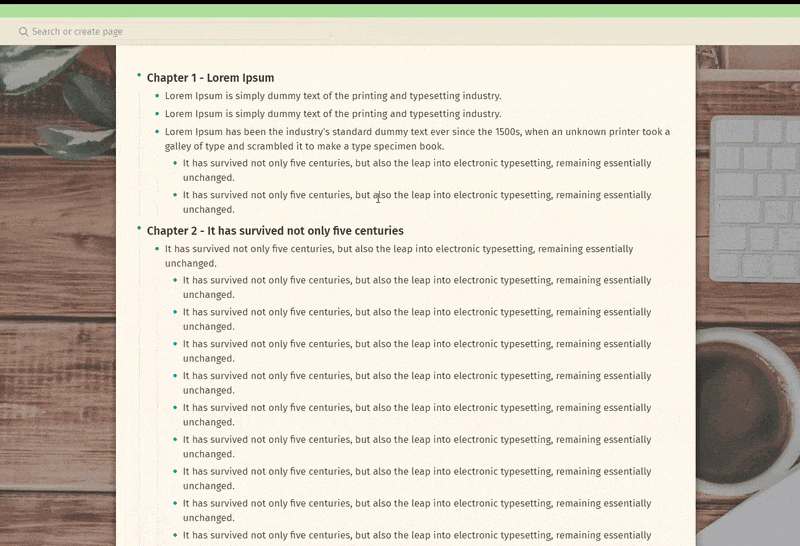 Search or create page
Chapter 1 - Lorem Ipsum
Lorem Ipsum is simply dummy text of the printing and typesetting industry.
Lorem Ipsum is simply dummy text of the printing and typesetting industry.
Lorem Ipsum has been the industry's standard dummy text ever since the 1500s, when an unknown printer took a
galley of type and scrambled it to make a type specimen book.
It has survived not only five centuries, but also the leap into electronic typesetting, remaining essentially
unchanged.
It has survived not only five centuries, but also the leap into electronic typesetting, remaining essentially
unchanged.
Chapter 2 - It has survived not only five centuries
It has survived not only five centuries, but also the leap into electronic typesetting, remaining essentially
unchanged.
It has survived not only five centuries, but also the leap into electronic typesetting, remaining essentially
unchanged.
It has survived not only five centuries, but also the leap into electronic typesetting, remaining essentially
unchanged.
It has survived not only five centuries, but also the leap into electronic typesetting, remaining essentially
unchanged.
It has survived not only five centuries, but also the leap into electronic typesetting, remaining essentially
unchanged.
It has survived not only five centuries, but also the leap into electronic typesetting, remaining essentially
unchanged.
It has survived not only five centuries, but also the leap into electronic typesetting, remaining essentially
unchanged.
It has survived not only five centuries, but also the leap into electronic typesetting, remaining essentially
unchanged.
It has survived not only five centuries, but also the leap into electronic typesetting, remaining essentially
unchanged.
It has survived not only five centuries, but also the leap into electronic typesetting, remaining essentially